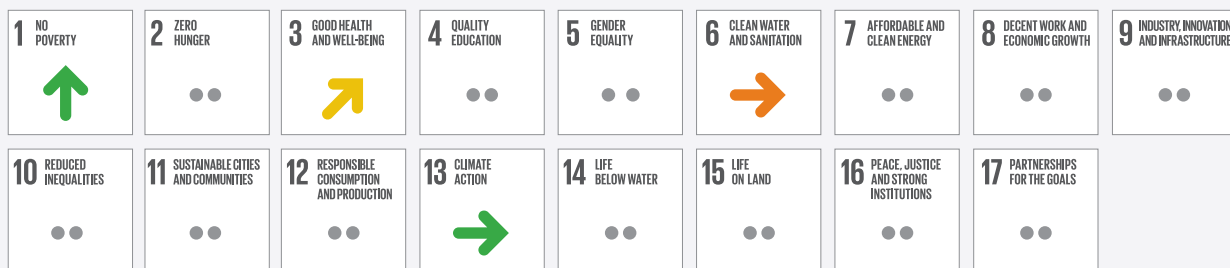 1 NO
POVERTY
2 ZERO
HUNGER
3 GOOD HEALTH
AND WELL-BEING
4 QUALITY
EDUCATION
5 GENDER
EQUALITY
6 CLEAN WATER
AND SANITATION
7 AFFORDABLE AND
CLEAN ENERGY
8 DECENT WORK AND
ECONOMIC GROWTH
9 INDUSTRY, INNOVATION
AND INFRASTRUCTURE
10 REDUCED
INEQUALITIES
11 SUSTAINABLE CITIES
AND COMMUNITIES
12 RESPONSIBLE
CONSUMPTION
AND PRODUCTION
13 CLIMATE
ACTION
14 LIFE
BELOW WATER
15 LIFE
ON LAND
16 PEACE, JUSTICE
AND STRONG
INSTITUTIONS
17 PARTNERSHIPS
FOR THE GOALS